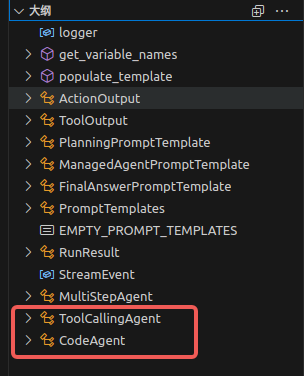 大纲
logger
get_variable_names
populate_template
ActionOutput
ToolOutput
PlanningPromptTemplate
ManagedAgentPromptTemplate
FinalAnswerPromptTemplate
PromptTemplates
EMPTY_PROMPT_TEMPLATES
RunResult
StreamEvent
MultiStepAgent
ToolCallingAgent
CodeAgent